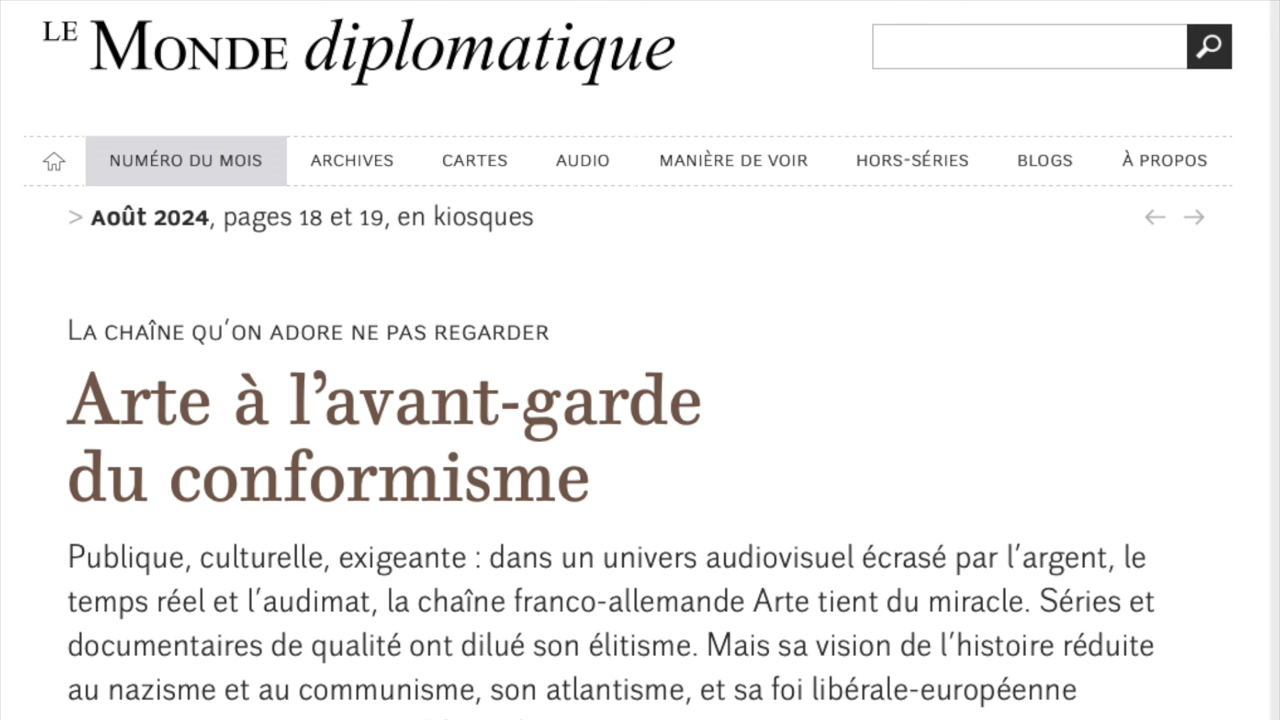 LE MONDE diplomatique
NUMÉRO DU MOIS ARCHIVES CARTES AUDIO MANIÈRE DE VOIR HORS-SÉRIES BLOGS À PROPOS
> Août 2024, pages 18 et 19, en kiosques
← →
LA CHAÎNE QU'ON ADORE NE PAS REGARDER
Arte à l'avant-garde
du conformisme
Publique, culturelle, exigeante : dans un univers audiovisuel écrasé par l'argent, le
temps réel et l'audimat, la chaîne franco-allemande Arte tient du miracle. Séries et
documentaires de qualité ont dilué son élitisme. Mais sa vision de l'histoire réduite
au nazisme et au communisme, son atlantisme, et sa foi libérale-européenne